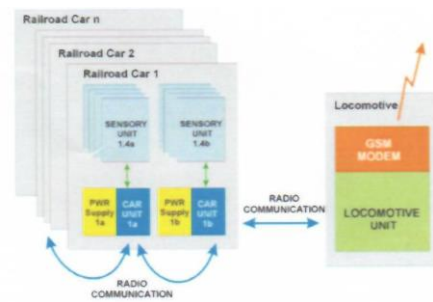 Railroad Car n
Railroad Car 2
Railroad Car 1
SENSORY
UNIT
1.4a
SENSORY
UNIT
1.4b
PWR
Supply
1a
CAR
UNIT
1a
PWR
Supply
1b
CAR
UNIT
1b
RADIO
COMMUNICATION
RADIO
COMMUNICATION
Locomotive
GSM
MODEM
LOCOMOTIVE
UNIT